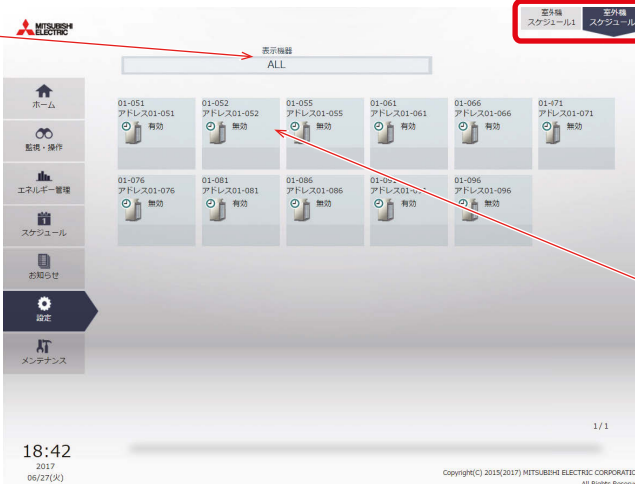 MITSUBISHI
ELECTRIC
室外機
スケジュール1
室外機
スケジュール
表示機器
ALL
ホーム
監視・操作
エネルギー管理
スケジュール
お知らせ
設定
メンテナンス
01-051
アドレス01-051
有効
01-052
アドレス01-052
無効
01-055
アドレス01-055
無効
01-061
アドレス01-061
有効
01-066
アドレス01-066
有効
01-471
アドレス01-071
無効
01-076
アドレス01-076
有効
01-081
アドレス01-081
有効
01-086
アドレス01-086
無効
有効
01-096
アドレス01-096
無効
1/1
18:42
2017
06/27(火)
Copyright(C) 2015(2017) MITSUBISHI ELECTRIC CORPORATIO
All Rights Reserv